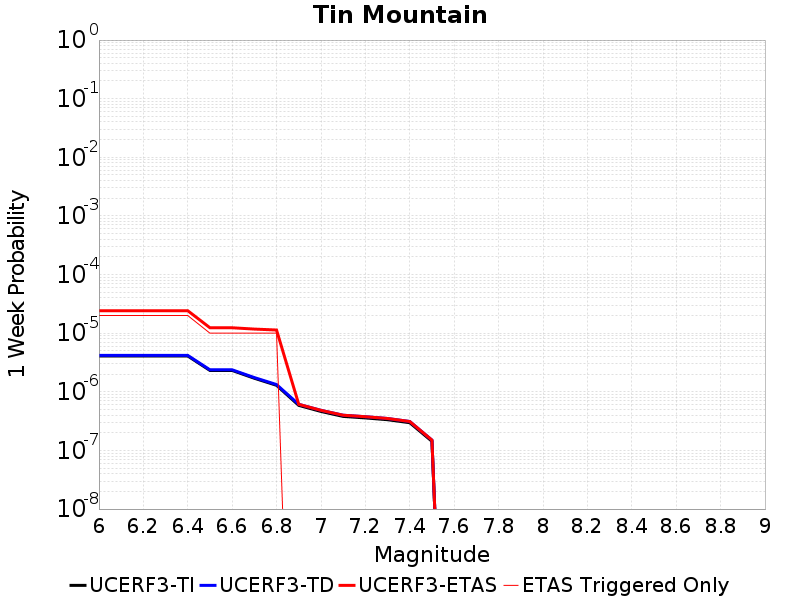 Tin Mountain
1 Week Probability
10^0
10^-1
10^-2
10^-3
10^-4
10^-5
10^-6
10^-7
10^-8
6 6.2 6.4 6.6 6.8 7 7.2 7.4 7.6 7.8 8 8.2 8.4 8.6 8.8 9
Magnitude
UCERF3-TI UCERF3-TD UCERF3-ETAS ETAS Triggered Only